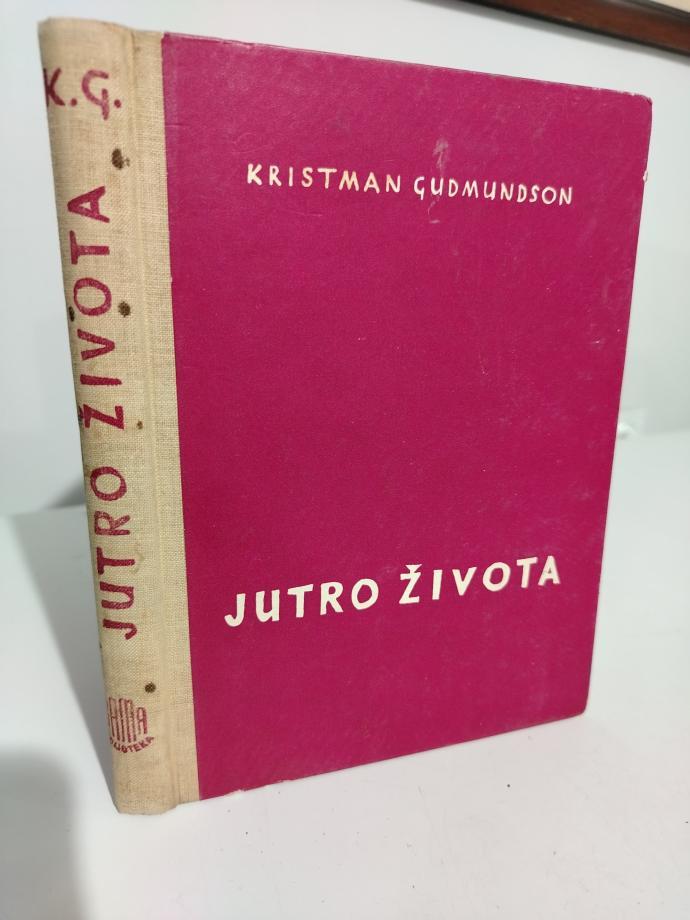 K.G.
JUTRO ŽIVOTA
KRISTMAN GUDMUNDSON
JUTRO ŽIVOTA